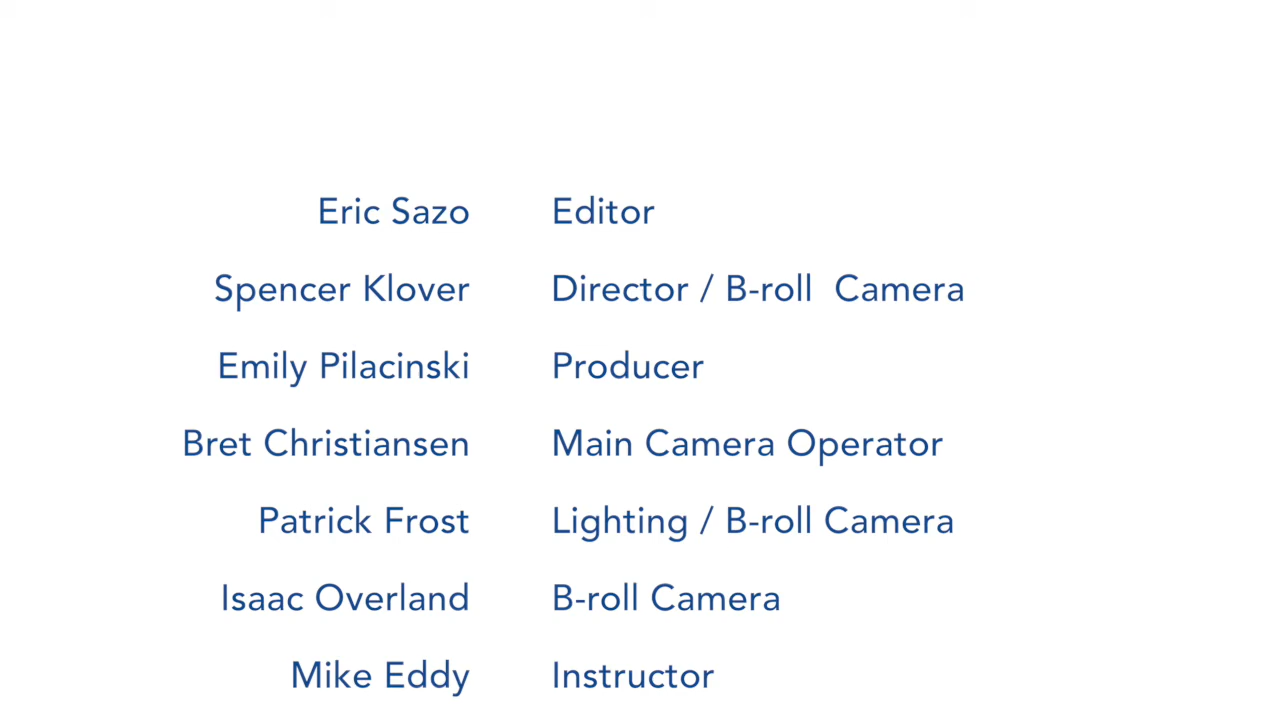 Eric Sazo Editor
Spencer Klover Director / B-roll  Camera
Emily Pilacinski Producer
Bret Christiansen Main Camera Operator
Patrick Frost Lighting / B-roll Camera
Isaac Overland B-roll Camera
Mike Eddy Instructor